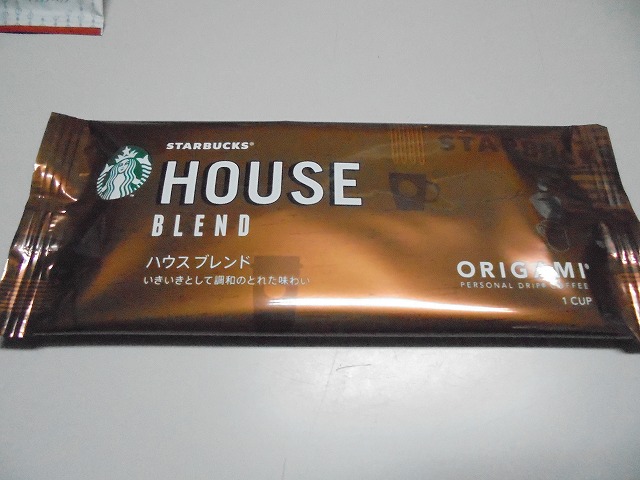 STARBUCKS®
HOUSE
BLEND
ハウス ブレンド
いきいきとして調和のとれた味わい
STARBUCKS
ORIGAMI®
PERSONAL DRIP COFFEE
1 CUP